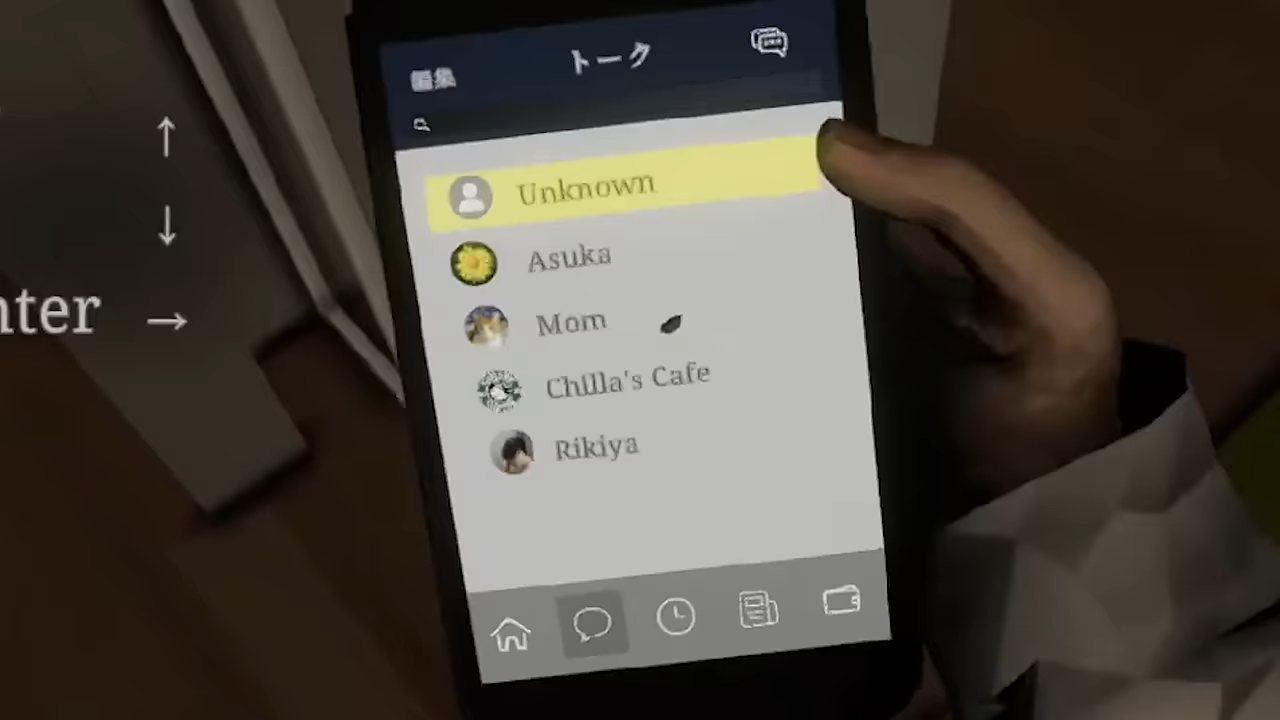 編集
トーク
Unknown
Asuka
Mom
Chilla's Cafe
Rikiya
↑
↓
nter →